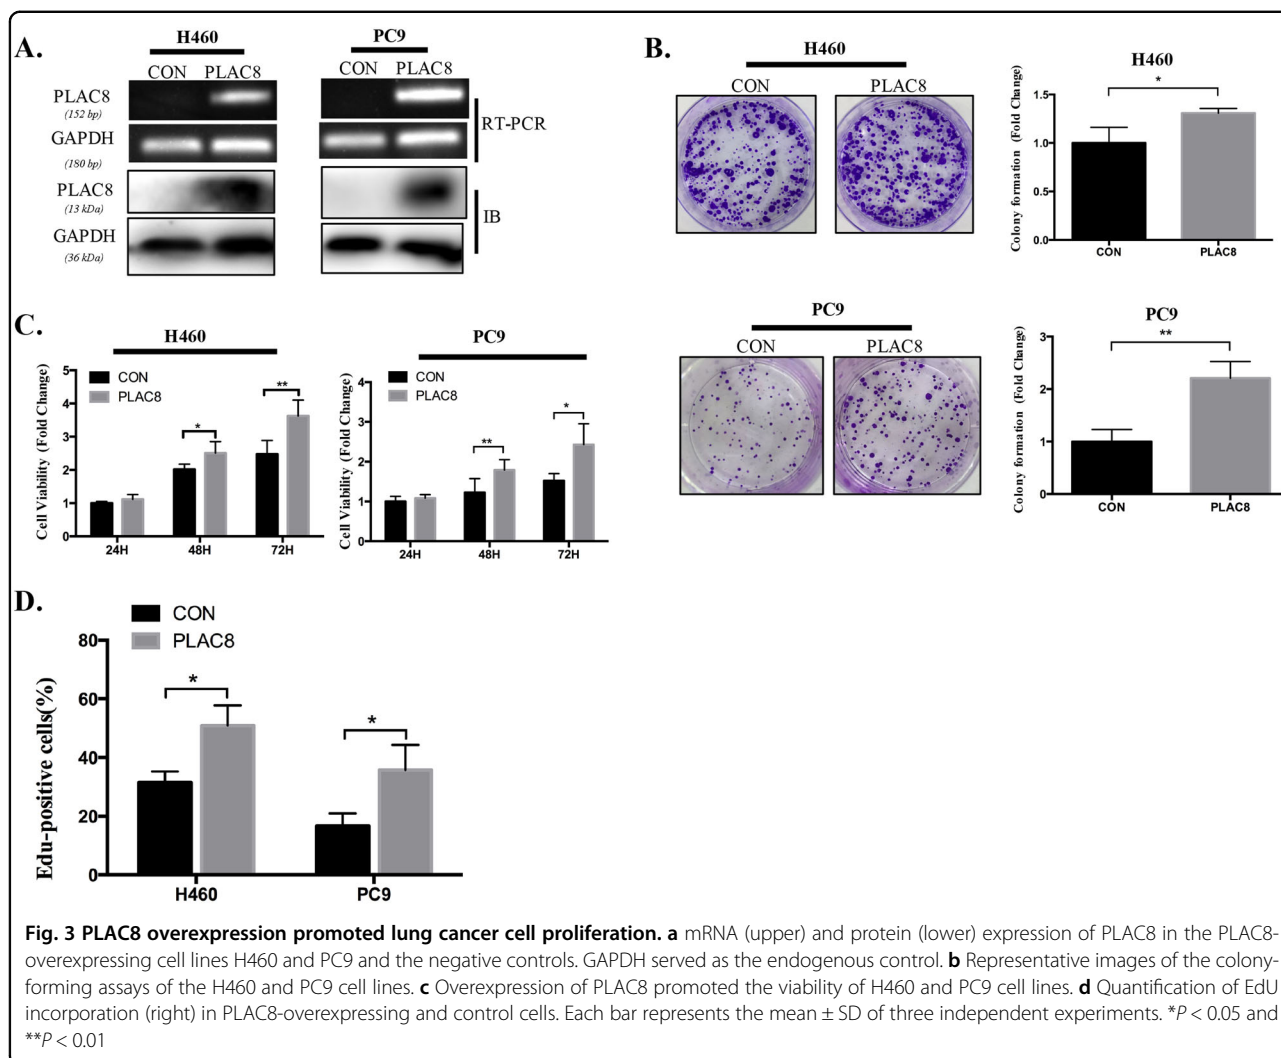 A.
H460
PC9
CON PLAC8
CON PLAC8
PLAC8
(152 bp)
GAPDH
(180 bp)
RT-PCR
PLAC8
(13 kDa)
GAPDH
(36 kDa)
IB
B.
H460
CON PLAC8
H460
*
Colony formation (Fold Change)
1.5
1.0
0.5
0.0
CON PLAC8
PC9
CON PLAC8
PC9
**
Colony formation (Fold Change)
3
2
1
0
CON PLAC8
C.
H460
Cell Viability (Fold Change)
5
4
3
2
1
0
CON
PLAC8
*
**
24H 48H 72H
PC9
Cell Viability (Fold Change)
4
3
2
1
0
CON
PLAC8
**
*
24H 48H 72H
D.
CON
PLAC8
Edu-positive cells(%)
80
60
40
20
0
*
*
H460 PC9
Fig. 3 PLAC8 overexpression promoted lung cancer cell proliferation. a mRNA (upper) and protein (lower) expression of PLAC8 in the PLAC8-
overexpressing cell lines H460 and PC9 and the negative controls. GAPDH served as the endogenous control. b Representative images of the colony-
forming assays of the H460 and PC9 cell lines. c Overexpression of PLAC8 promoted the viability of H460 and PC9 cell lines. d Quantification of EdU
incorporation (right) in PLAC8-overexpressing and control cells. Each bar represents the mean ± SD of three independent experiments. *P < 0.05 and
**P < 0.01